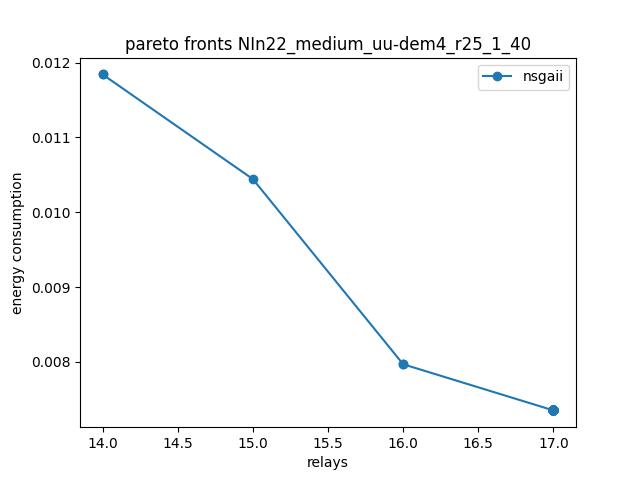 pareto fronts NIn22_medium_uu-dem4_r25_1_40
nsgaii
0.012
0.011
0.010
0.009
0.008
energy consumption
14.0 14.5 15.0 15.5 16.0 16.5 17.0
relays